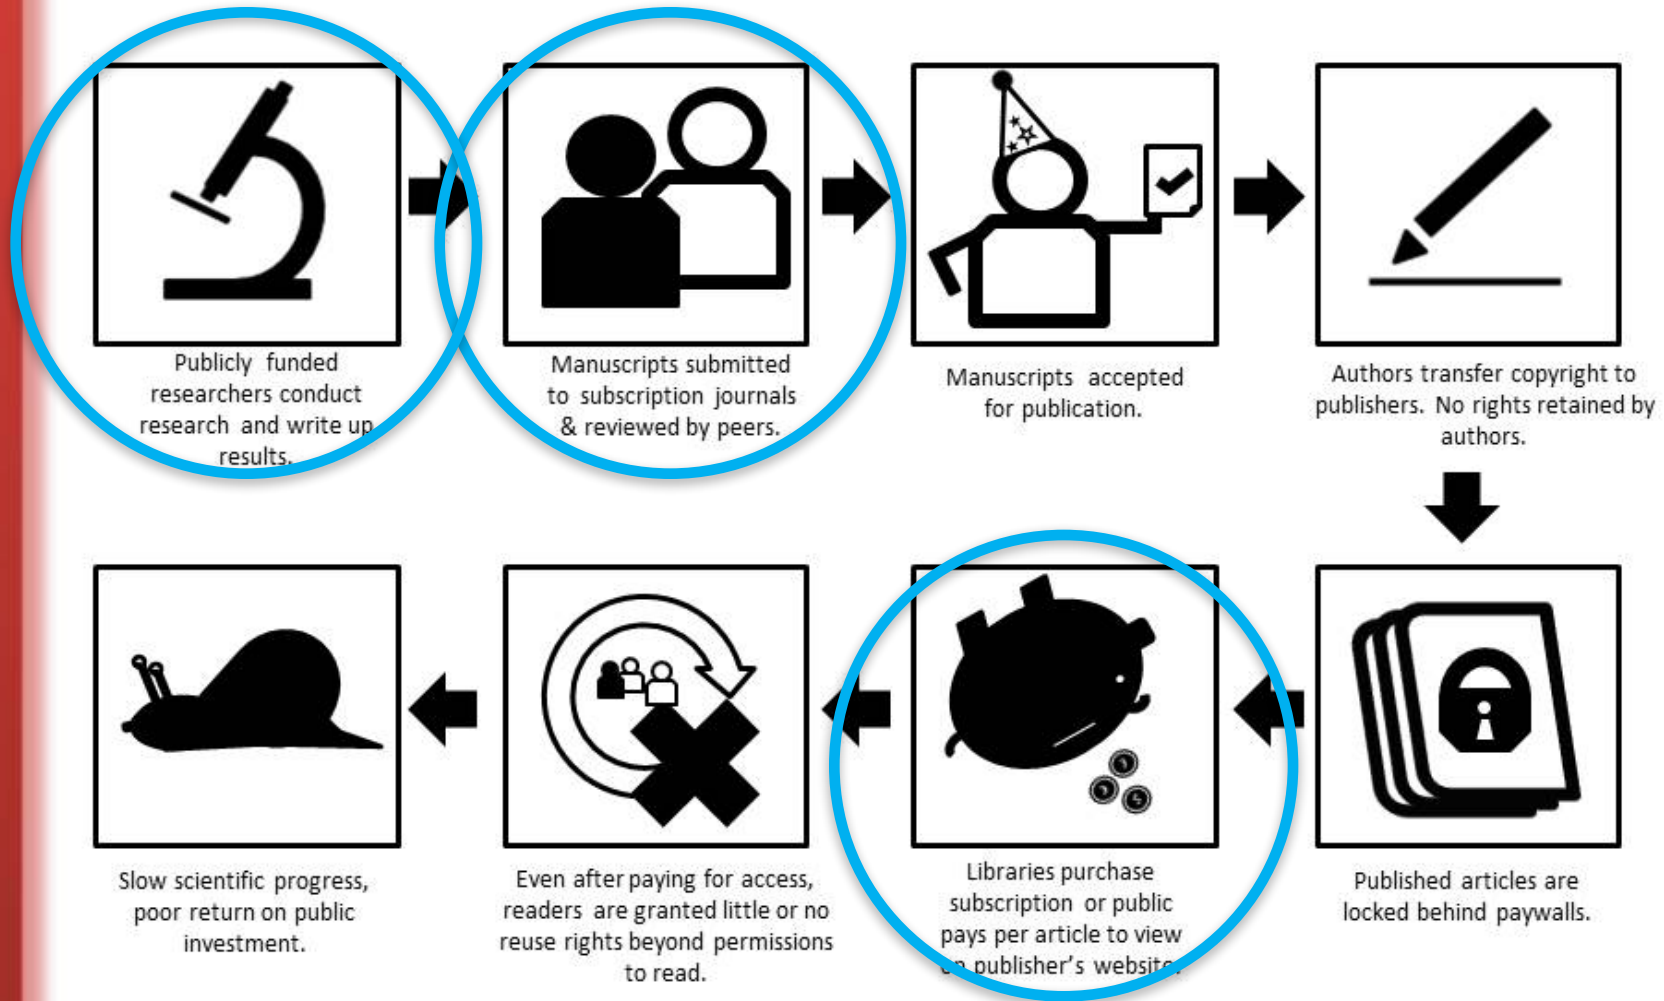 Publicly funded
researchers conduct
research and write up
results.
Manuscripts submitted
to subscription journals
& reviewed by peers.
Manuscripts accepted
for publication.
Authors transfer copyright to
publishers. No rights retained by
authors.
Slow scientific progress,
poor return on public
investment.
Even after paying for access,
readers are granted little or no
reuse rights beyond permissions
to read.
Libraries purchase
subscription or public
pays per article to view
on publisher's website.
Published articles are
locked behind paywalls.